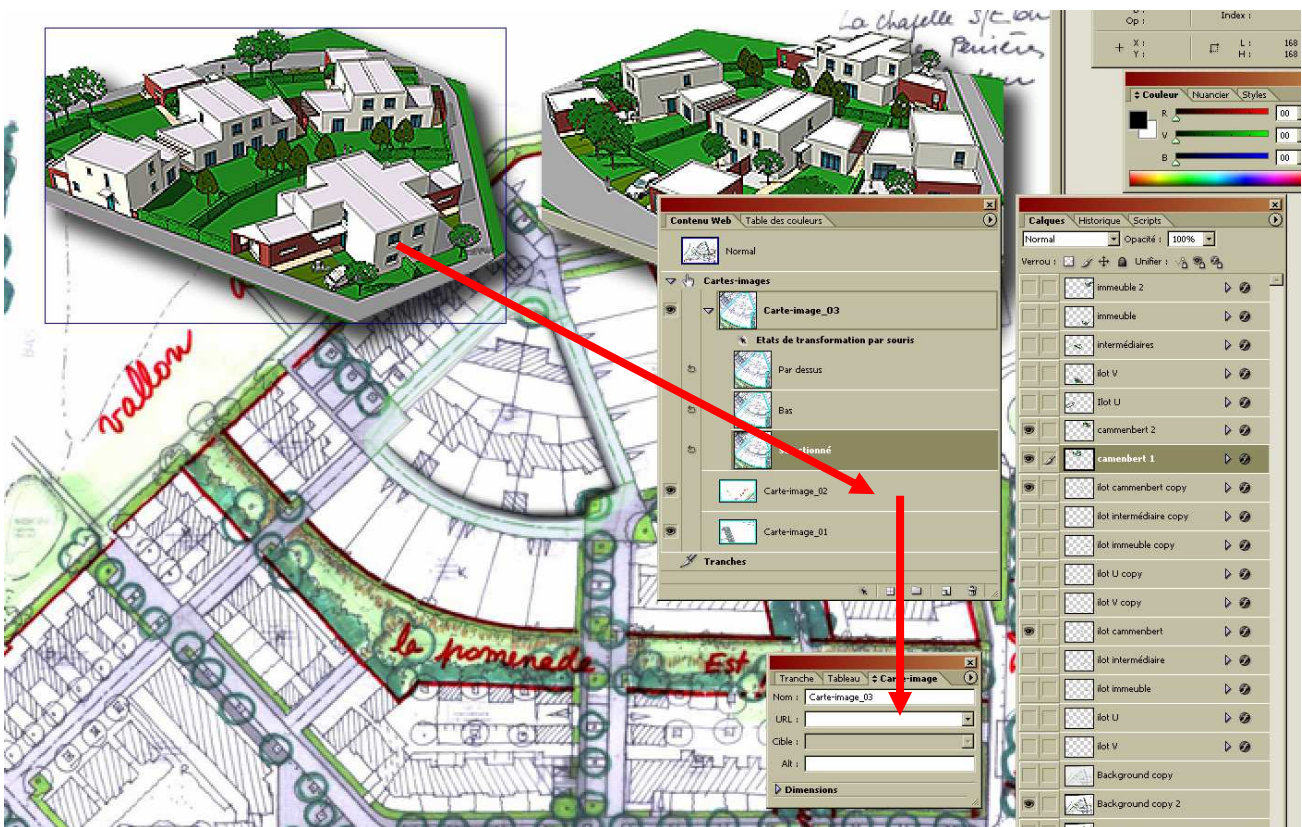 La chapelle S/E
Perrières
Op :
Index :
X :
Y :
L :
H :
168
168
Couleur
Nuancier
Styles
R
00
V
00
B
00
vallon
la promenade
Est
Contenu Web
Table des couleurs
Normal
Cartes-images
Carte-image_03
Etats de transformation par souris
Par dessus
Bas
Carte-image_02
Carte-image_01
Tranches
Tranche
Tableau
Nom :
Carte-image_03
URL :
Cible :
Alt :
Dimensions
Calques
Historique
Scripts
Normal
Opacité :
100%
Verrou :
Unifier :
immeuble 2
immeuble
intermédiaires
ilot V
Ilot U
cammenbert 2
camenbert 1
ilot cammenbert copy
ilot intermédiaire copy
ilot immeuble copy
ilot U copy
ilot V copy
ilot cammenbert
ilot intermédiaire
ilot immeuble
ilot U
ilot V
Background copy
Background copy 2